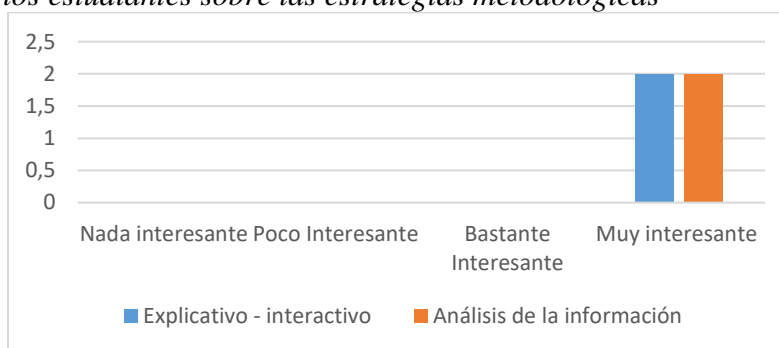 los estudiantes sobre las estrategias metodológicas
2,5
2
1,5
1
0,5
0
Nada interesante Poco Interesante Bastante Interesante Muy interesante
Explicativo - interactivo Análisis de la información